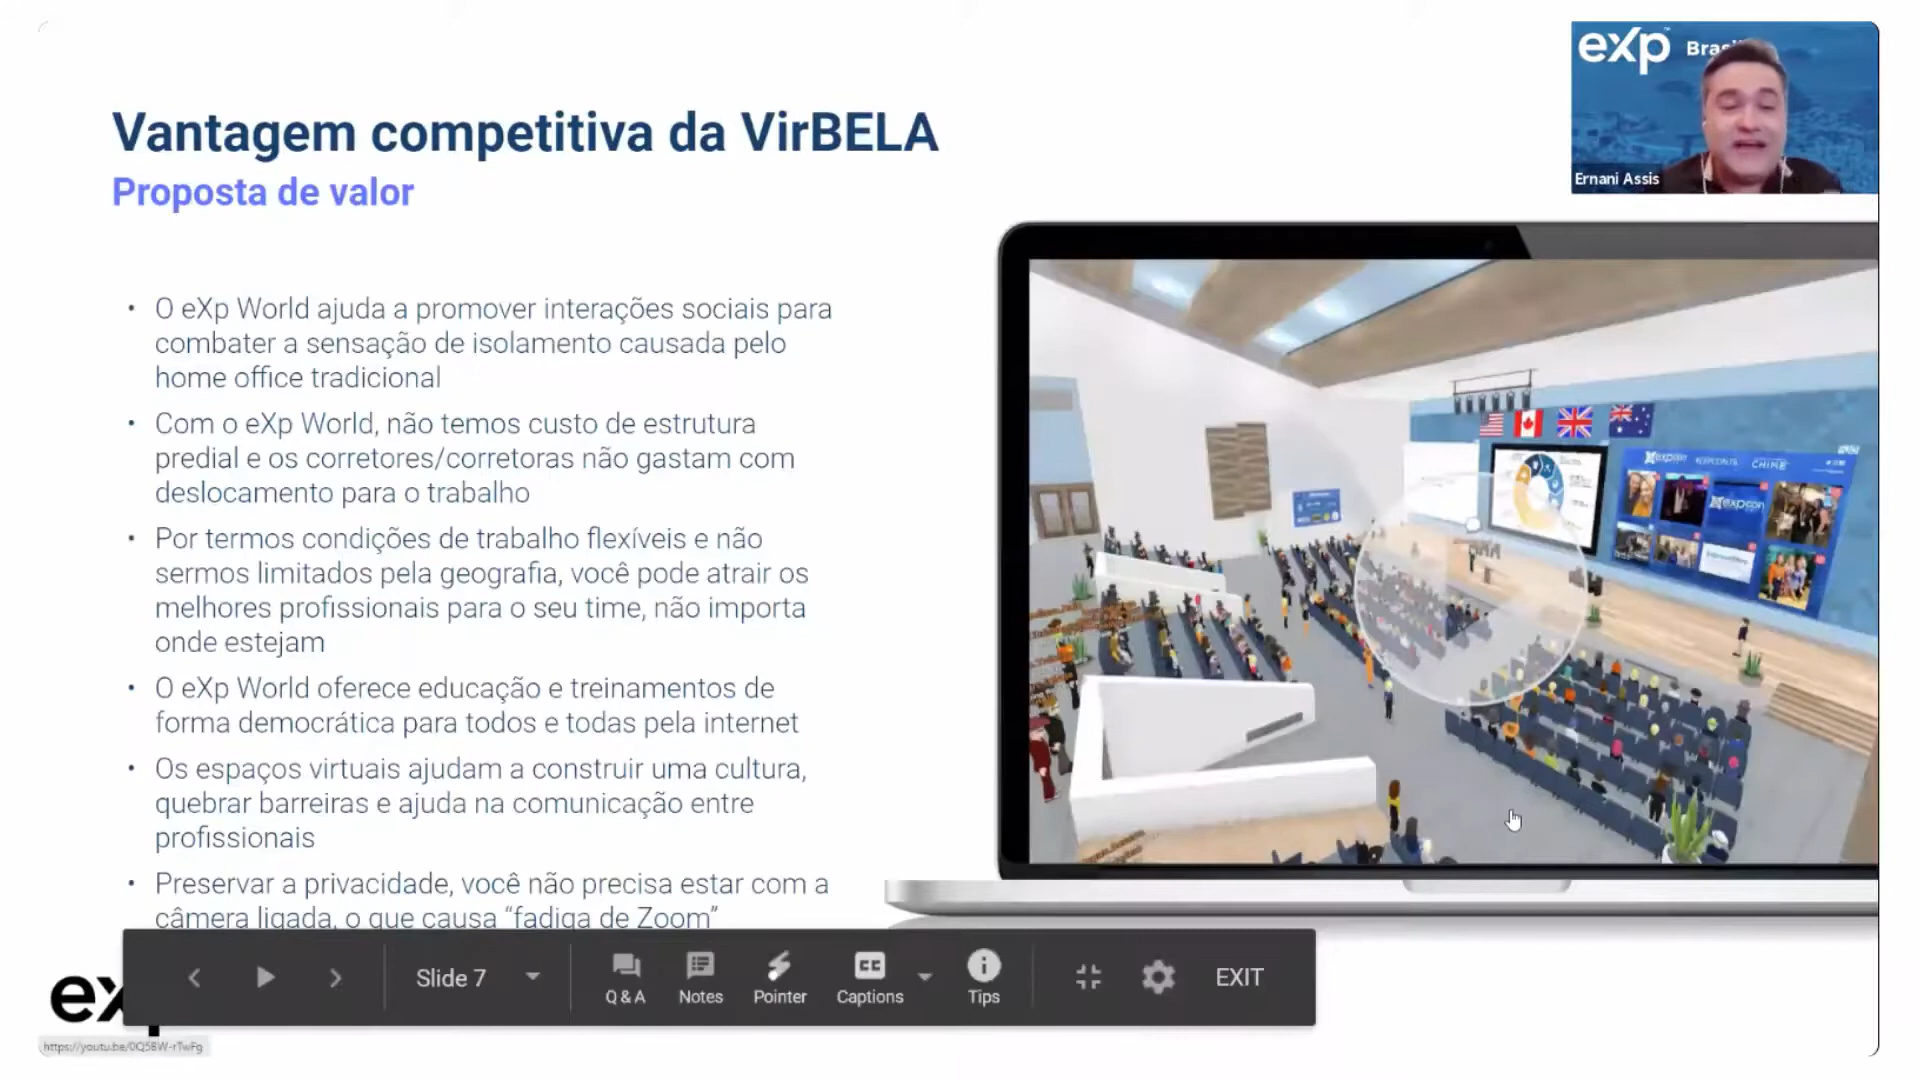 exp Brasil
Ernani Assis
Vantagem competitiva da VirBELA
Proposta de valor
• O eXp World ajuda a promover interações sociais para
combater a sensação de isolamento causada pelo
home office tradicional
• Com o eXp World, não temos custo de estrutura
predial e os corretores/corretoras não gastam com
deslocamento para o trabalho
• Por termos condições de trabalho flexíveis e não
sermos limitados pela geografia, você pode atrair os
melhores profissionais para o seu time, não importa
onde estejam
• O eXp World oferece educação e treinamentos de
forma democrática para todos e todas pela internet
• Os espaços virtuais ajudam a construir uma cultura,
quebrar barreiras e ajuda na comunicação entre
profissionais
• Preservar a privacidade, você não precisa estar com a
câmera ligada, o que causa “fadiga de Zoom”
CHIME
expcon
Slide 7
Q & A
Notes
Pointer
CC
Captions
Tips
EXIT